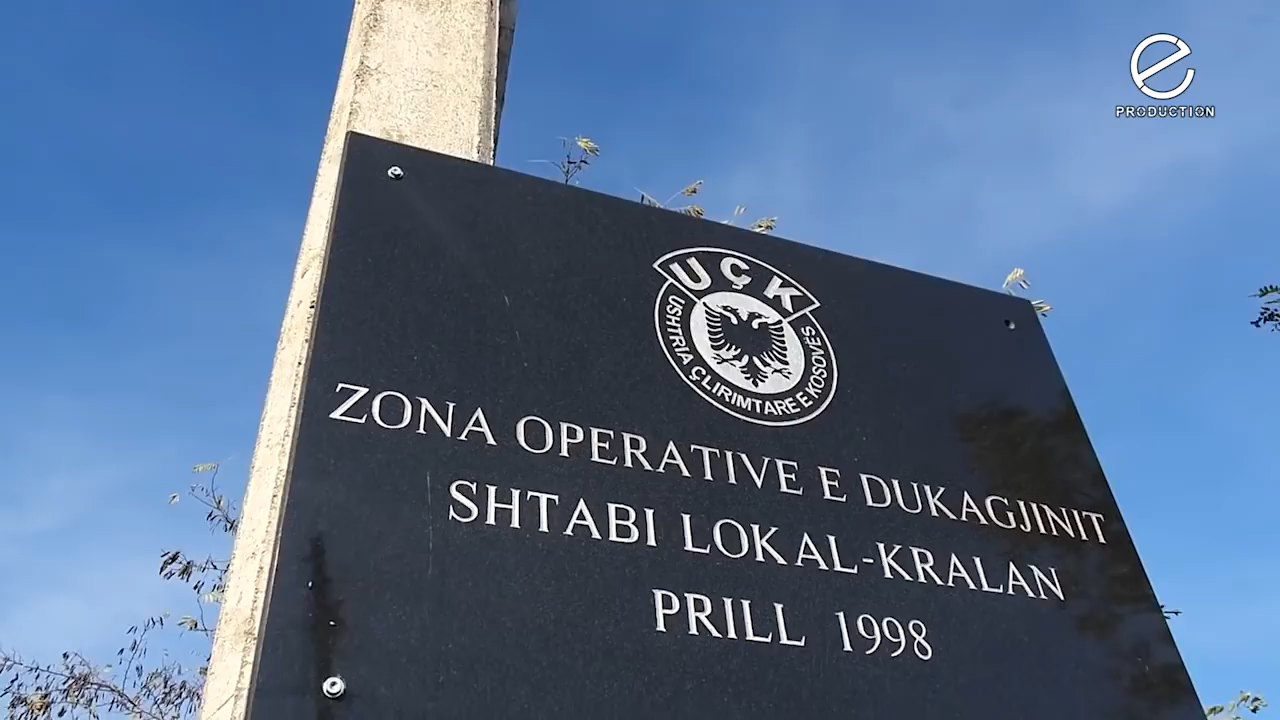 e
PRODUCTION
UÇK
USHTRIA ÇLIRIMTARE E KOSOVËS
ZONA OPERATIVE E DUKAGJINIT
SHTABI LOKAL-KRALAN
PRILL 1998